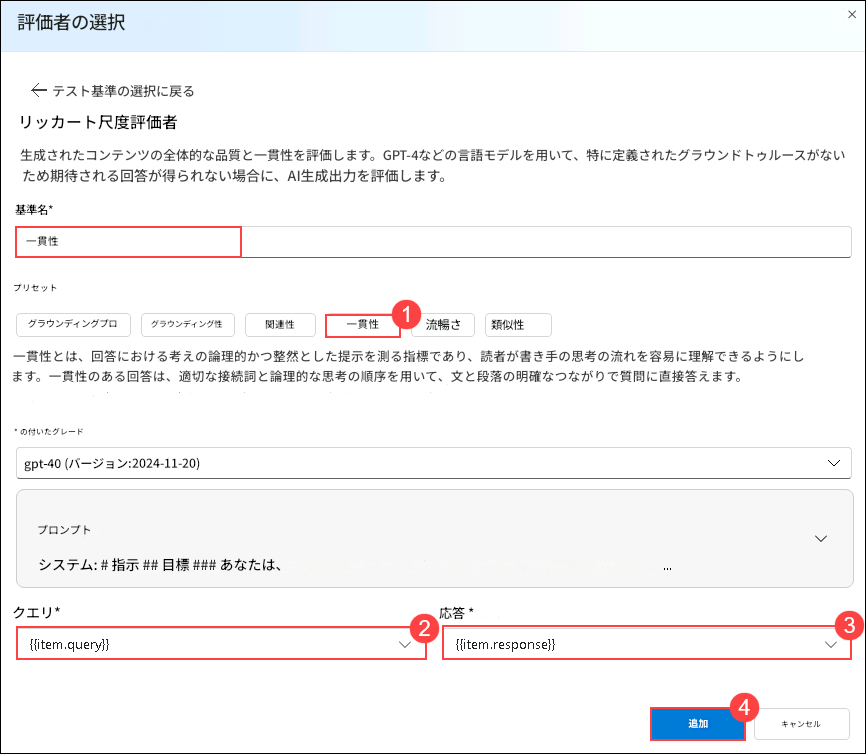 評価者の選択
テスト基準の選択に戻る
リッカート尺度評価者
生成されたコンテンツの全体的な品質と一貫性を評価します。GPT-4などの言語モデルを用いて、特に定義されたグラウンドトゥルースがない
ため期待される回答が得られない場合に、AI生成出力を評価します。
基準名*
一貫性
プリセット
グラウンディングプロ グラウンディング性 関連性 一貫性 1 流暢さ 類似性
一貫性とは、回答における考えの論理的かつ整然とした提示を測る指標であり、読者が書き手の思考の流れを容易に理解できるようにし
ます。一貫性のある回答は、適切な接続詞と論理的な思考の順序を用いて、文と段落の明確なつながりで質問に直接答えます。
* の付いたグレード
gpt-40 (バージョン:2024-11-20)
プロンプト
システム: # 指示 ## 目標 ### あなたは、 ...
クエリ* 応答 *
{{item.query}} 2 {{item.response}} 3
追加 4 キャンセル